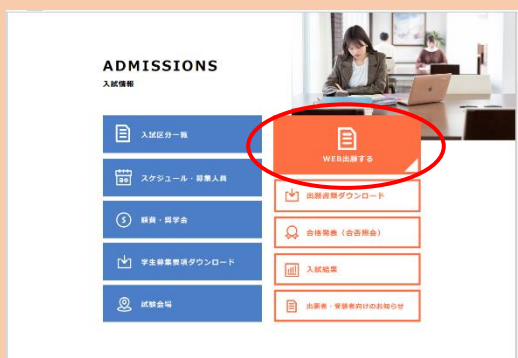 ADMISSIONS
入試情報
入試区分一覧
スケジュール・募集人員
学費・奨学金
学生募集要項ダウンロード
試験会場
WEB出願する
出願書類ダウンロード
合格発表（合否照会）
入試結果
出願者・受験者向けのお知らせ